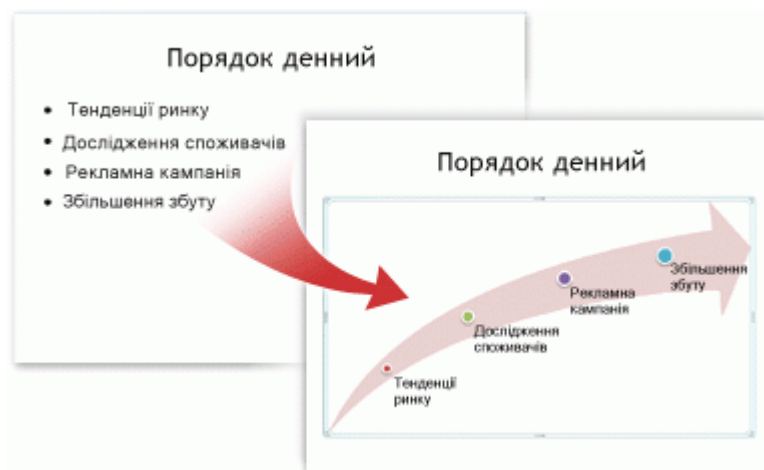 Порядок денний
• Тенденції ринку
• Дослідження споживачів
• Рекламна кампанія
• Збільшення збуту
Порядок денний
Збільшення
збуту
Рекламна
кампанія
Дослідження
споживачів
Тенденції
ринку